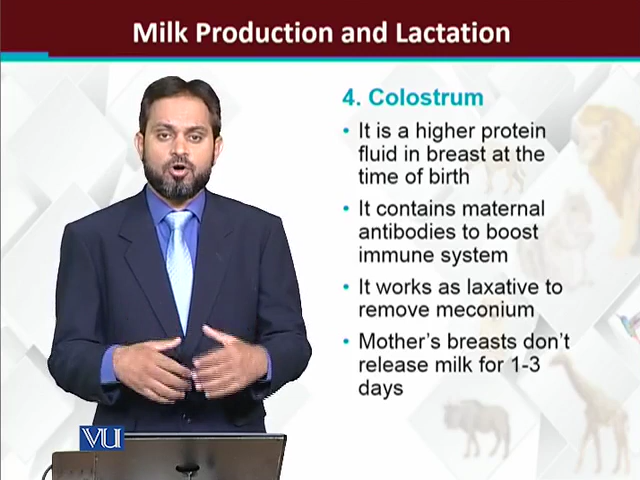 Milk Production and Lactation
4. Colostrum
• It is a higher protein
fluid in breast at the
time of birth
• It contains maternal
antibodies to boost
immune system
• It works as laxative to
remove meconium
• Mother's breasts don't
release milk for 1-3
days
VU